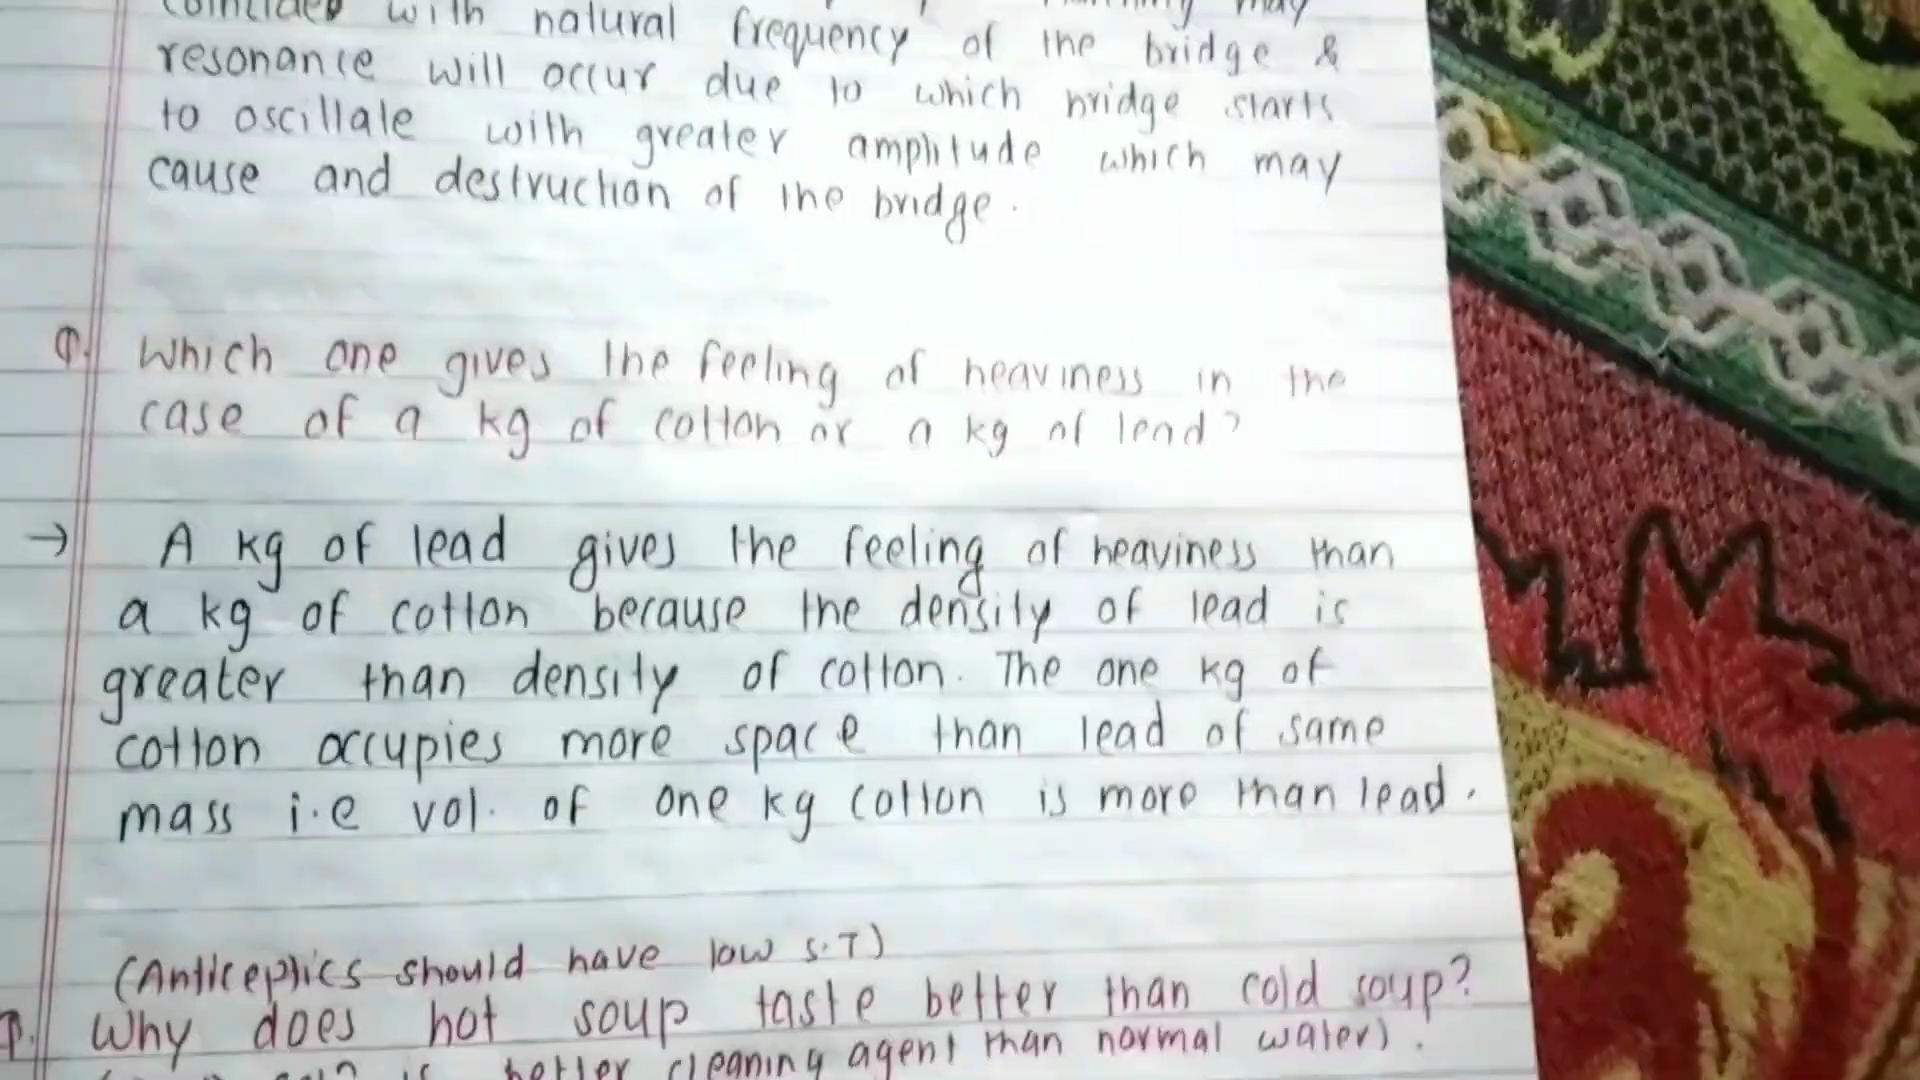 with natural frequency of the bridge &
resonance will occur due to which bridge starts
to oscillate with greater amplitude which may
cause and destruction of the bridge.
Q. Which one gives the feeling of heaviness in the
case of a kg of cotton or a kg of lead?
→ A kg of lead gives the feeling of heaviness than
a kg of cotton because the density of lead is
greater than density of cotton. The one kg of
cotton occupies more space than lead of same
mass i.e vol. of one kg cotton is more than lead.
(Anticeptics should have low S.T)
Q. Why does hot soup taste better than cold soup?
is better cleaning agent than normal water).